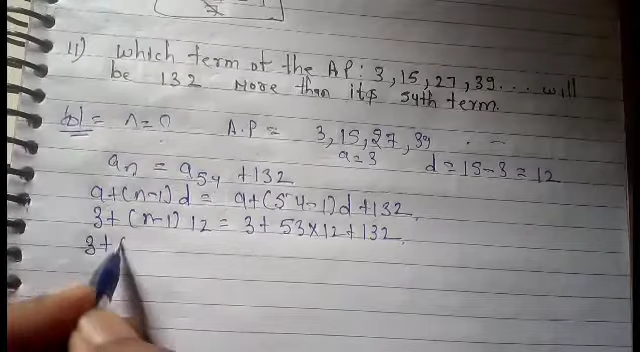 11) Which term of the AP: 3, 15, 27, 39 ... will
be 132 More than its 54th term.
Sol = n = ? A.P = 3, 15, 27, 39 . -
a = 3 d = 15 - 3 = 12
an = a54 + 132
a + (n-1) d = a + (54 - 1)d + 132
3 + (n-1) 12 = 3 + 53 x 12 + 132.
3 +